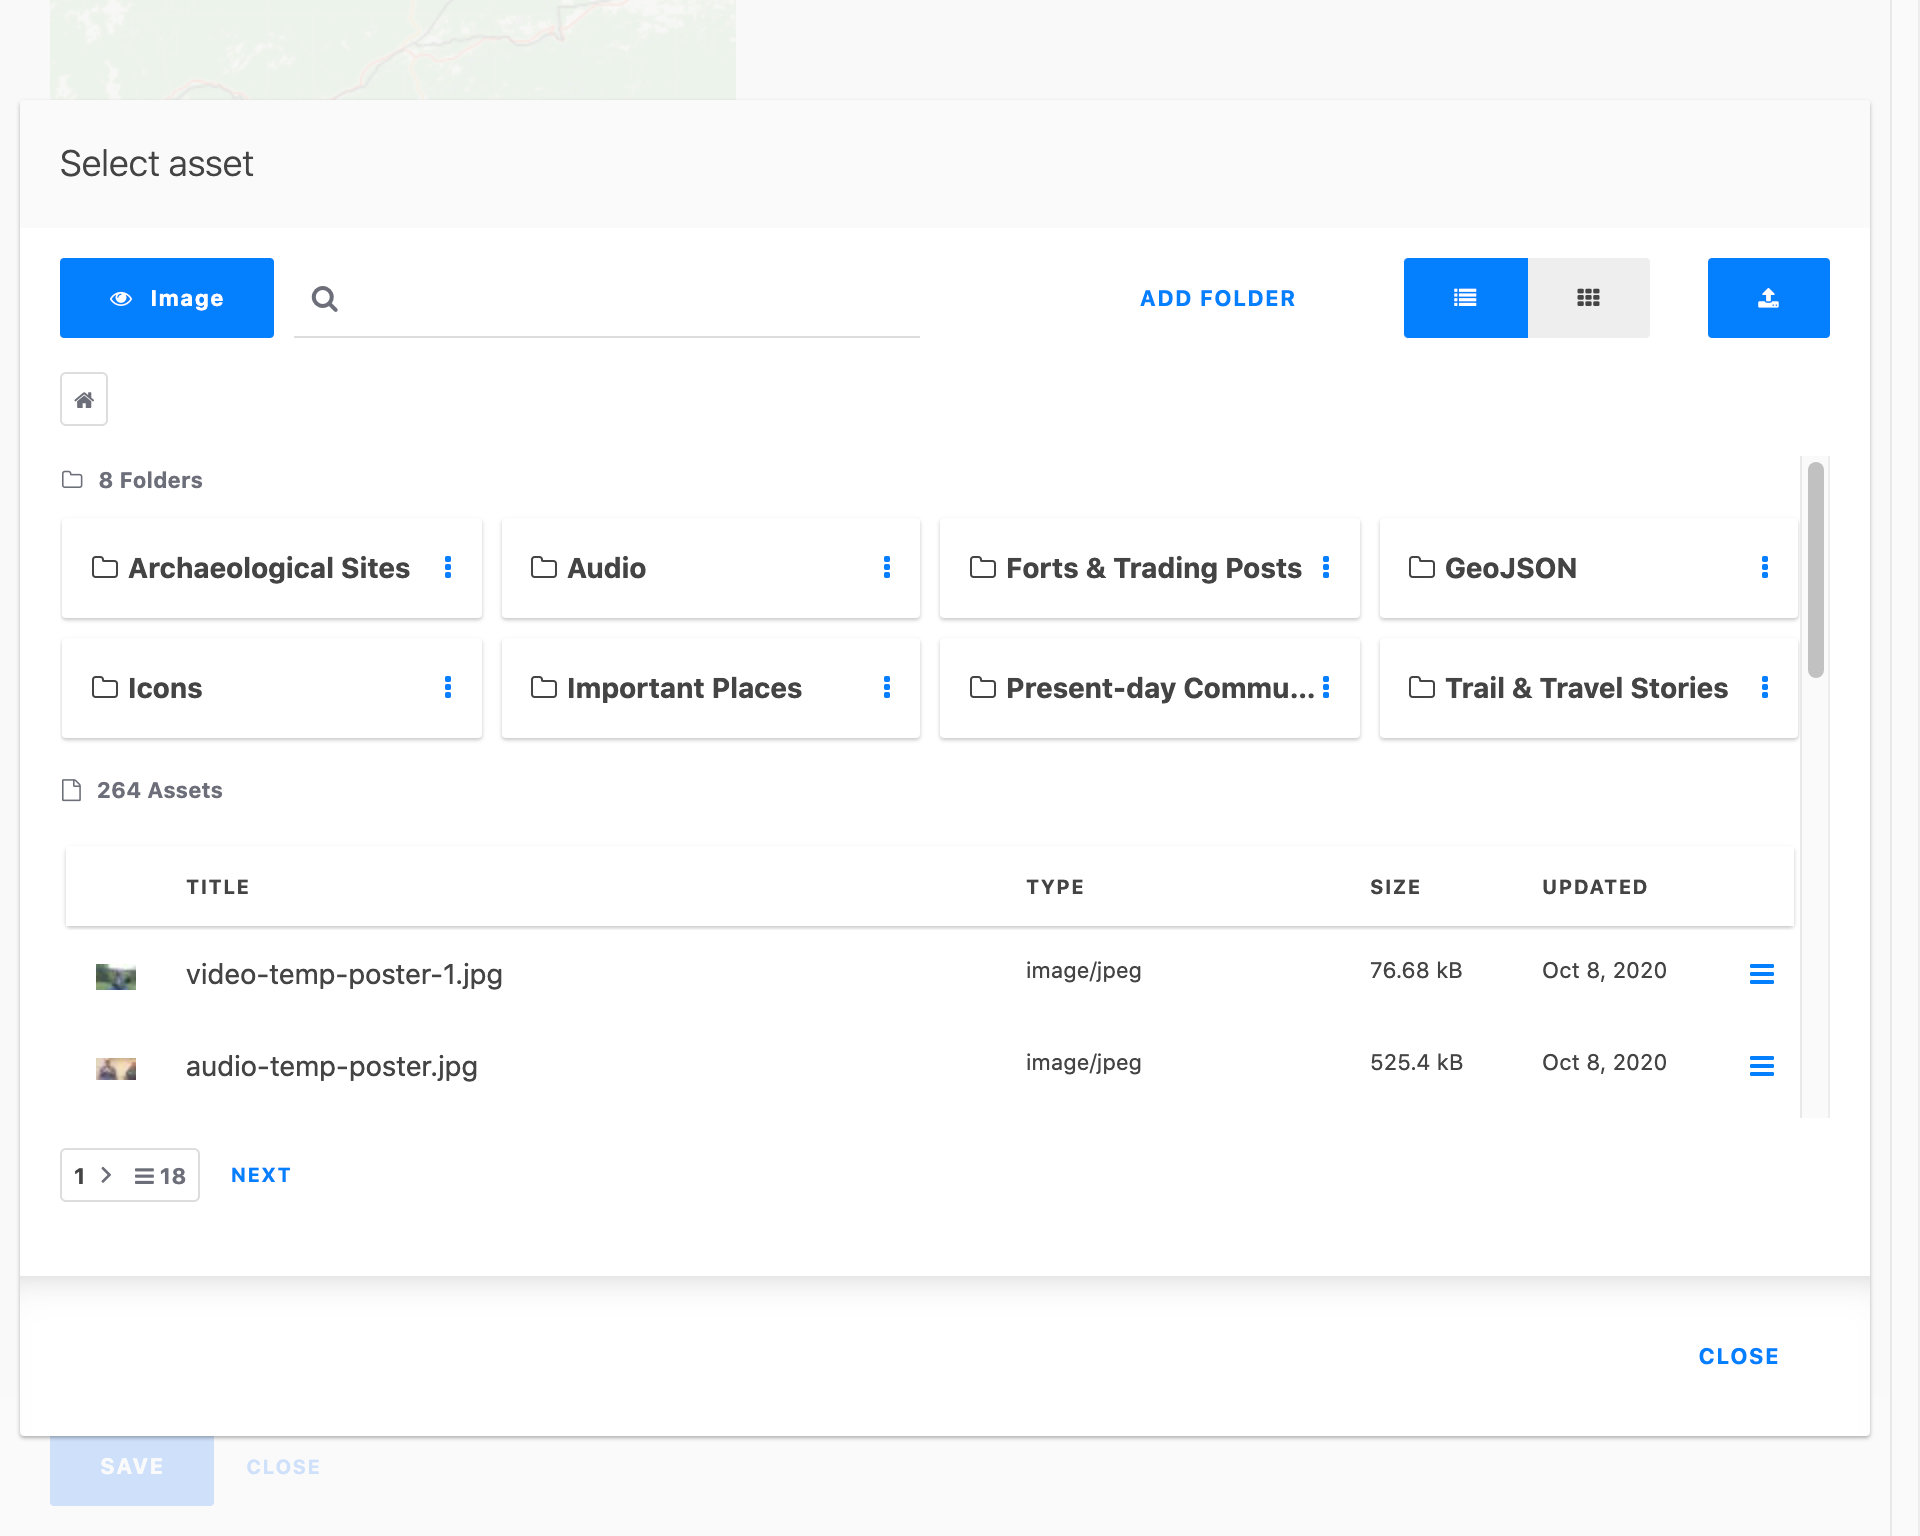 Select asset
Image
ADD FOLDER
8 Folders
Archaeological Sites
Audio
Forts & Trading Posts
GeoJSON
Icons
Important Places
Present-day Commu...
Trail & Travel Stories
264 Assets
TITLE TYPE SIZE UPDATED
video-temp-poster-1.jpg image/jpeg 76.68 kB Oct 8, 2020
audio-temp-poster.jpg image/jpeg 525.4 kB Oct 8, 2020
1 18 NEXT
CLOSE
SAVE CLOSE